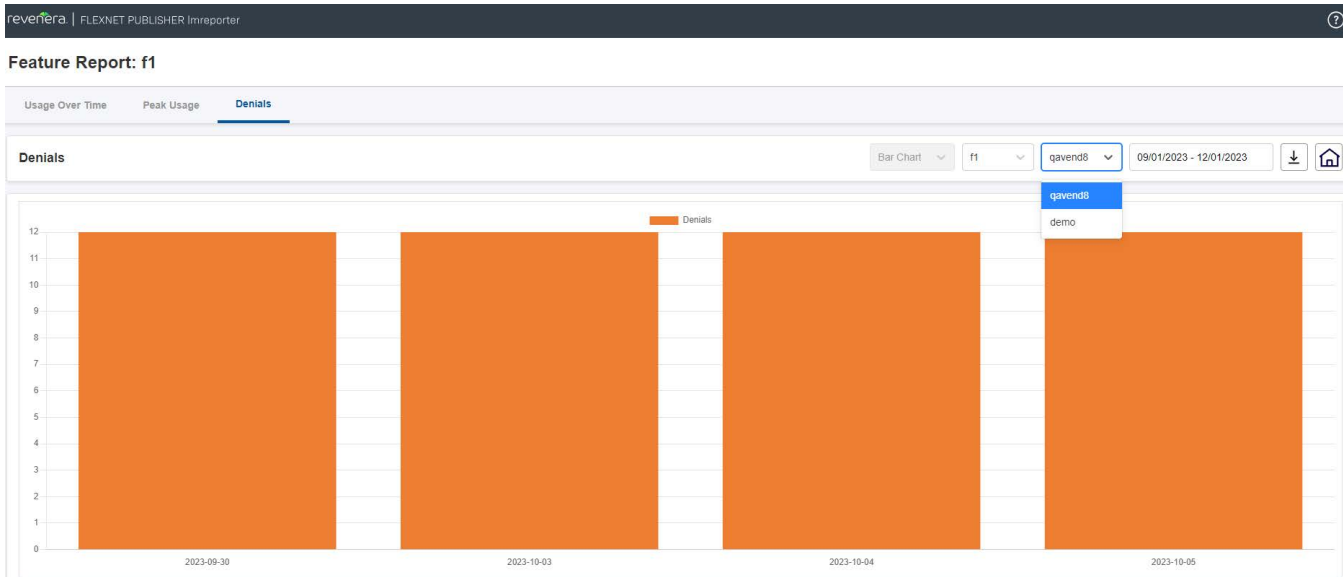 revenera. | FLEXNET PUBLISHER lmreporter
Feature Report: f1
Usage Over Time Peak Usage Denials
Denials Bar Chart f1 qavend8 09/01/2023 - 12/01/2023
qavend8
demo
Denials
12
11
10
9
8
7
6
5
4
3
2
1
0
2023-09-30 2023-10-03 2023-10-04 2023-10-05